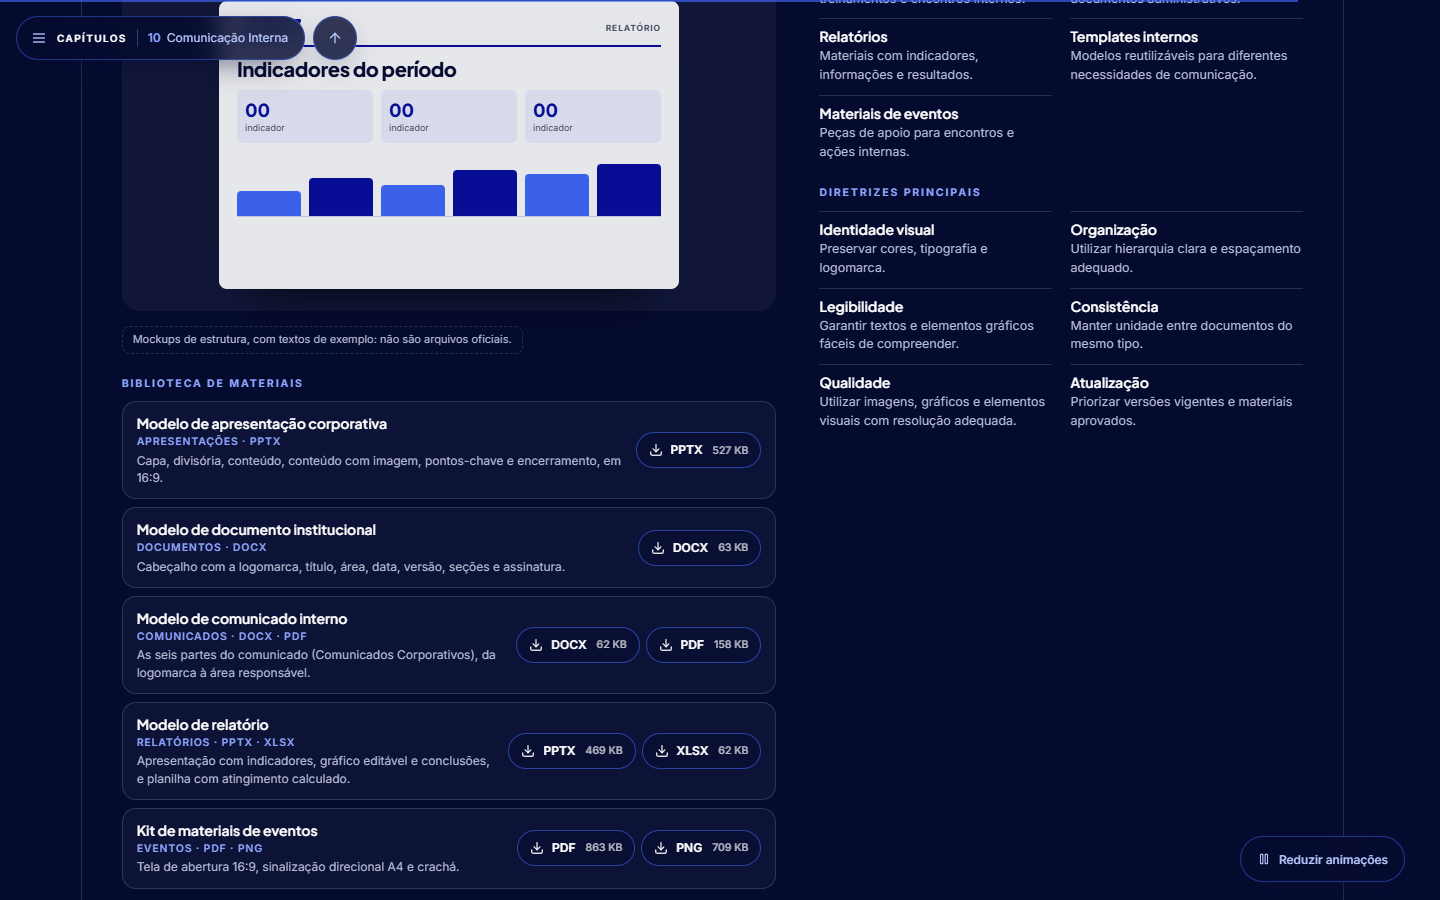 CAPÍTULOS
10 Comunicação Interna
RELATÓRIO
Indicadores do período
00
indicador
00
indicador
00
indicador
Mockups de estrutura, com textos de exemplo: não são arquivos oficiais.
BIBLIOTECA DE MATERIAIS
Modelo de apresentação corporativa
APRESENTAÇÕES · PPTX
Capa, divisória, conteúdo, conteúdo com imagem, pontos-chave e encerramento, em
16:9.
PPTX 527 KB
Modelo de documento institucional
DOCUMENTOS · DOCX
Cabeçalho com a logomarca, título, área, data, versão, seções e assinatura.
DOCX 63 KB
Modelo de comunicado interno
COMUNICADOS · DOCX · PDF
As seis partes do comunicado (Comunicados Corporativos), da
logomarca à área responsável.
DOCX 62 KB
PDF 158 KB
Modelo de relatório
RELATÓRIOS · PPTX · XLSX
Apresentação com indicadores, gráfico editável e conclusões,
e planilha com atingimento calculado.
PPTX 469 KB
XLSX 62 KB
Kit de materiais de eventos
EVENTOS · PDF · PNG
Tela de abertura 16:9, sinalização direcional A4 e crachá.
PDF 863 KB
PNG 709 KB
treinamentos e encontros internos.
documentos administrativos.
Relatórios
Materiais com indicadores,
informações e resultados.
Templates internos
Modelos reutilizáveis para diferentes
necessidades de comunicação.
Materiais de eventos
Peças de apoio para encontros e
ações internas.
DIRETRIZES PRINCIPAIS
Identidade visual
Preservar cores, tipografia e
logomarca.
Organização
Utilizar hierarquia clara e espaçamento
adequado.
Legibilidade
Garantir textos e elementos gráficos
fáceis de compreender.
Consistência
Manter unidade entre documentos do
mesmo tipo.
Qualidade
Utilizar imagens, gráficos e elementos
visuais com resolução adequada.
Atualização
Priorizar versões vigentes e materiais
aprovados.
Reduzir animações